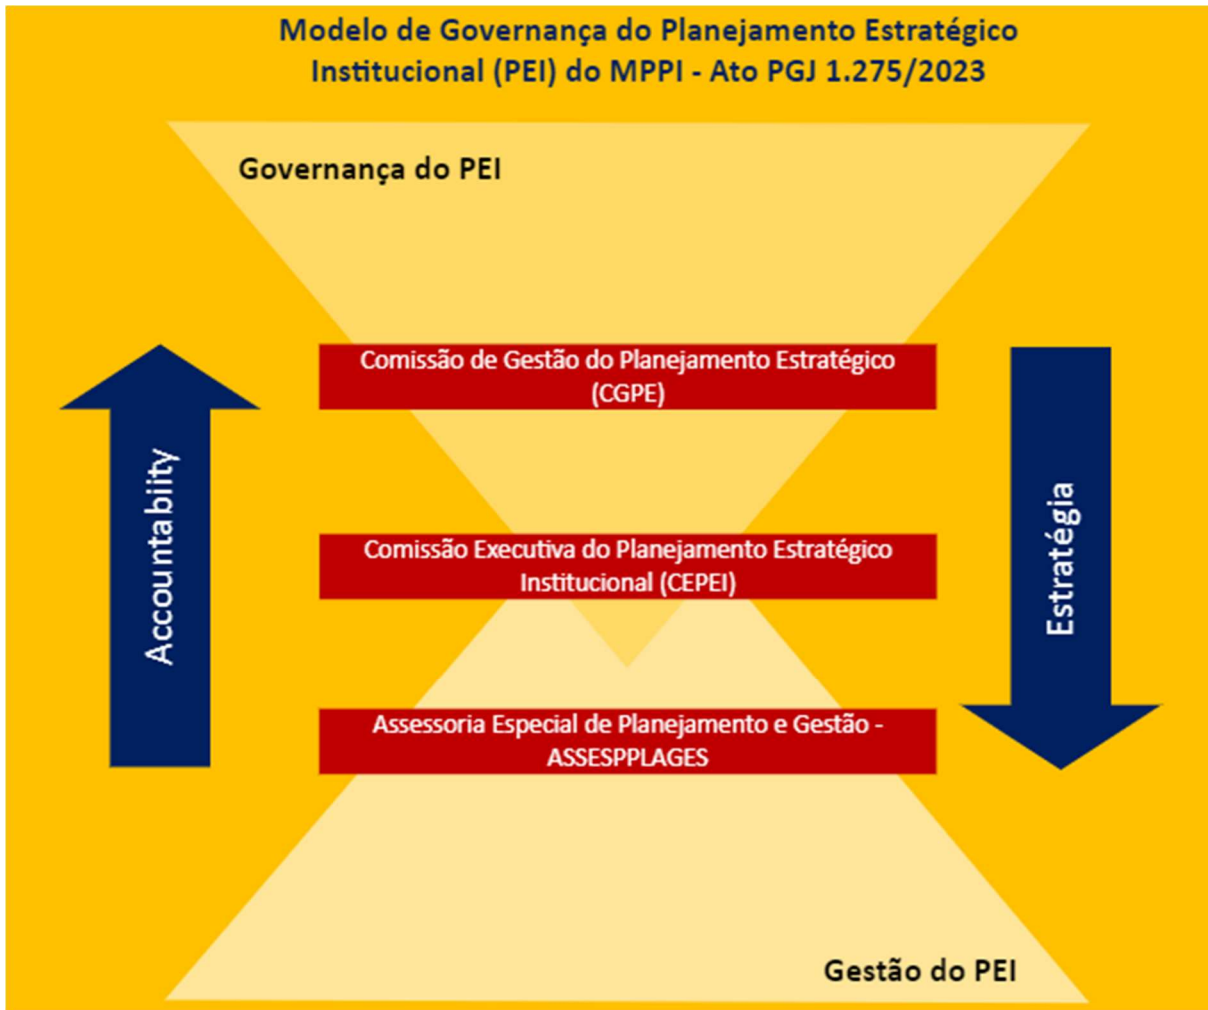 Modelo de Governança do Planejamento Estratégico
Institucional (PEI) do MPPI - Ato PGJ 1.275/2023
Governança do PEI
Comissão de Gestão do Planejamento Estratégico
(CGPE)
Accountabiity
Estratégia
Comissão Executiva do Planejamento Estratégico
Institucional (CEPEI)
Assessoria Especial de Planejamento e Gestão -
ASSESPPLAGES
Gestão do PEI